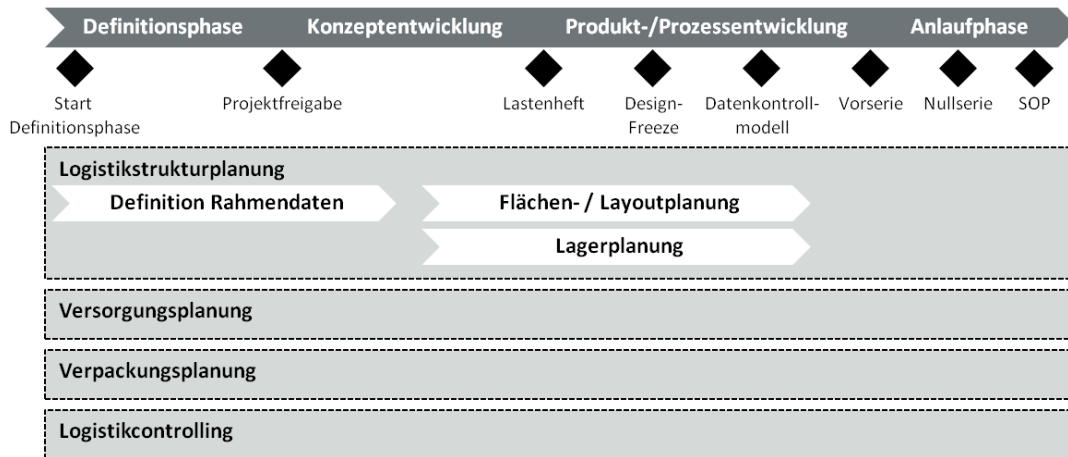 Definitionsphase Konzeptentwicklung Produkt-/Prozessentwicklung Anlaufphase
Start Definitionsphase
Projektfreigabe
Lastenheft
Design-
Freeze
Datenkontroll-
modell
Vorserie
Nullserie
SOP
Logistikstrukturplanung
Definition Rahmendaten
Flächen- / Layoutplanung
Lagerplanung
Versorgungsplanung
Verpackungsplanung
Logistikcontrolling